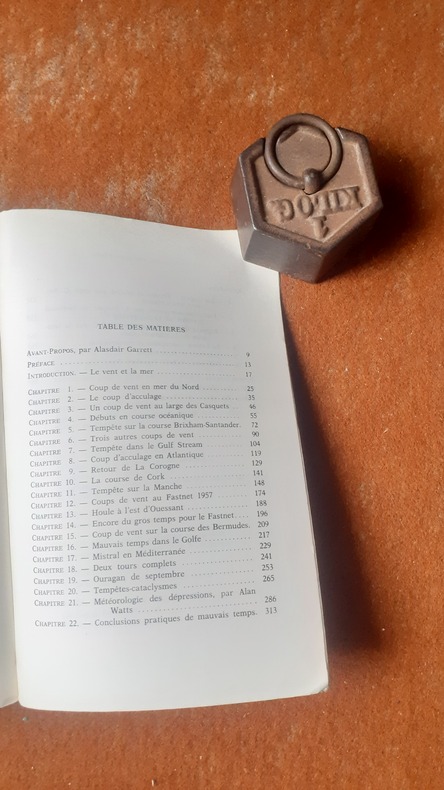 KILOG
1
TABLE DES MATIERES
AVANT-PROPOS, par Alasdair Garrett 9
PRÉFACE 13
INTRODUCTION. — Le vent et la mer 17
CHAPITRE 1. — Coup de vent en mer du Nord 25
CHAPITRE 2. — Le coup d'acculage 35
CHAPITRE 3. — Un coup de vent au large des Casquets 46
CHAPITRE 4. — Débuts en course océanique 55
CHAPITRE 5. — Tempête sur la course Brixham-Santander. 72
CHAPITRE 6. — Trois autres coups de vent 90
CHAPITRE 7. — Tempête dans le Gulf Stream 104
CHAPITRE 8. — Coup d'acculage en Atlantique 119
CHAPITRE 9. — Retour de La Corogne 129
CHAPITRE 10. — La course de Cork 141
CHAPITRE 11. — Tempête sur la Manche 148
CHAPITRE 12. — Coups de vent au Fastnet 1957 174
CHAPITRE 13. — Houle à l'est d'Ouessant 188
CHAPITRE 14. — Encore du gros temps pour le Fastnet 196
CHAPITRE 15. — Coup de vent sur la course des Bermudes. 209
CHAPITRE 16. — Mauvais temps dans le Golfe 217
CHAPITRE 17. — Mistral en Méditerranée 229
CHAPITRE 18. — Deux tours complets 241
CHAPITRE 19. — Ouragan de septembre 253
CHAPITRE 20. — Tempêtes-cataclysmes 265
CHAPITRE 21. — Météorologie des dépressions, par Alan
Watts 286
CHAPITRE 22. — Conclusions pratiques de mauvais temps. 313